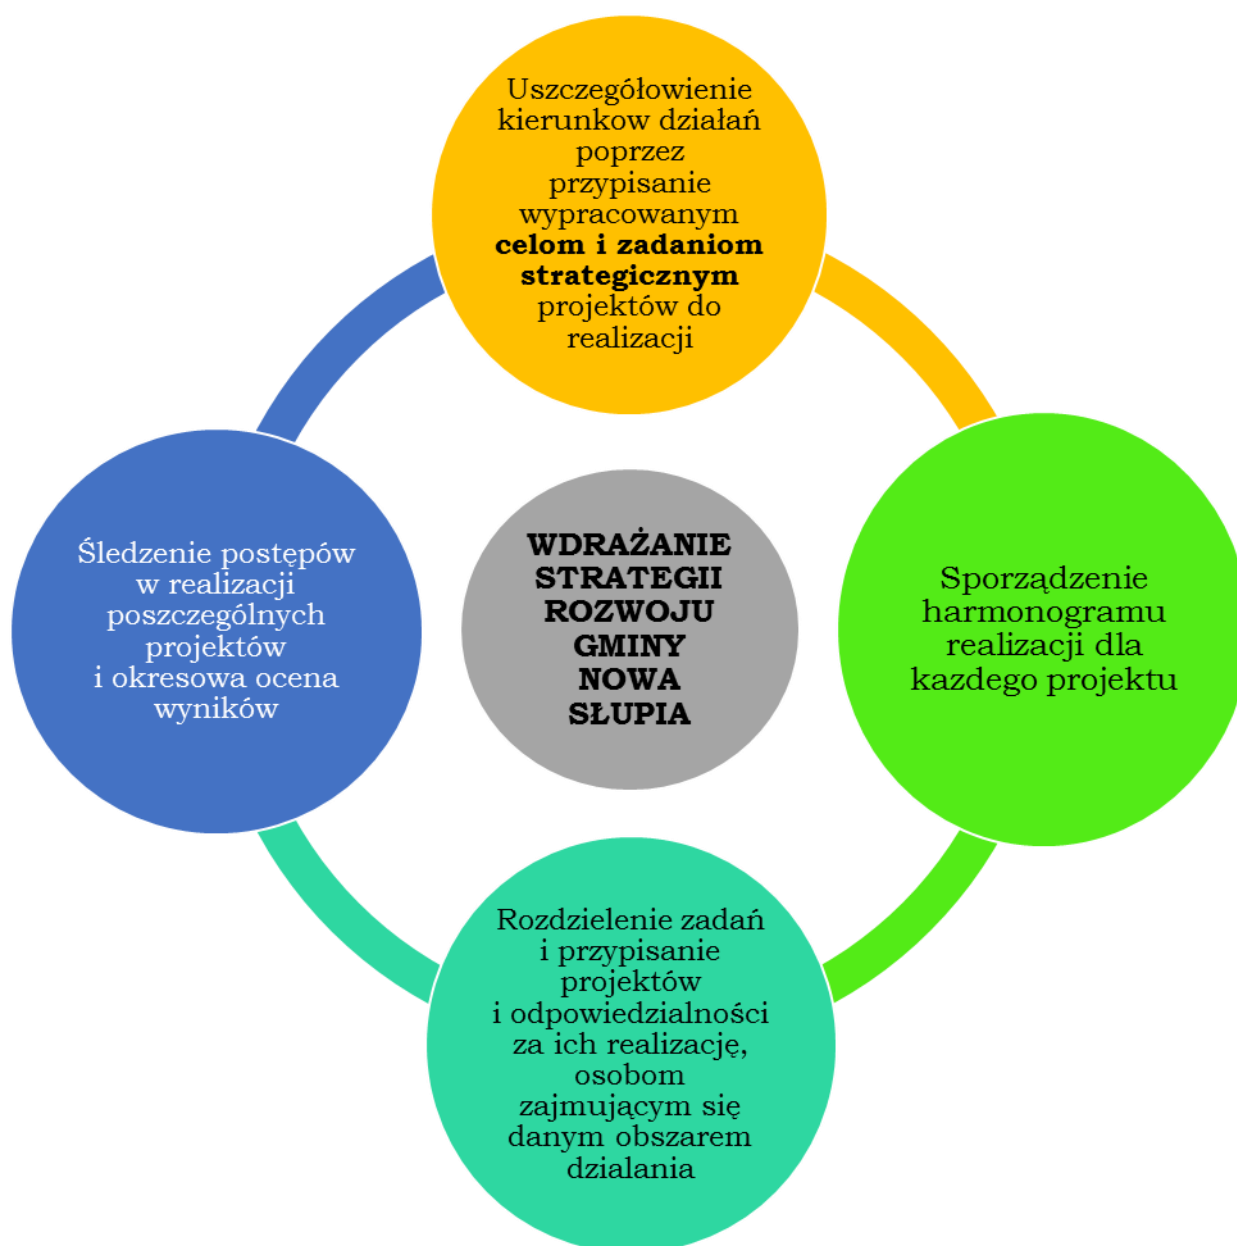 Uszczegółowienie
kierunkow działań
poprzez
przypisanie
wypracowanym
celom i zadaniom
strategicznym
projektów do
realizacji
Śledzenie postępów
w realizacji
poszczególnych
projektów
i okresowa ocena
wyników
WDRAŻANIE
STRATEGII
ROZWOJU
GMINY
NOWA
SŁUPIA
Sporządzenie
harmonogramu
realizacji dla
kazdego projektu
Rozdzielenie zadań
i przypisanie
projektów
i odpowiedzialności
za ich realizację,
osobom
zajmującym się
danym obszarem
dzialania